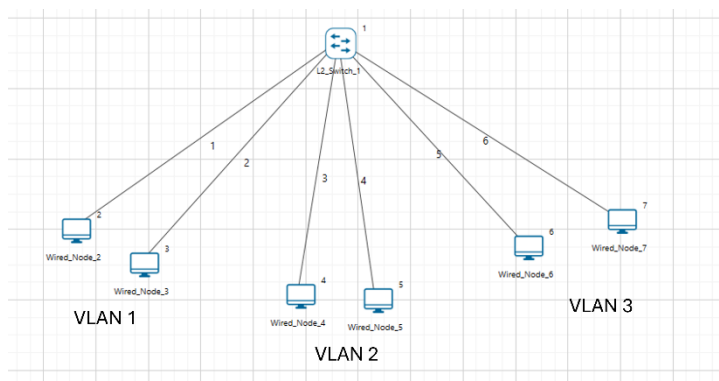 1
L2_Switch_1
1
2
3
4
5
6
2
Wired_Node_2
3
Wired_Node_3
4
Wired_Node_4
5
Wired_Node_5
6
Wired_Node_6
7
Wired_Node_7
VLAN 1
VLAN 2
VLAN 3